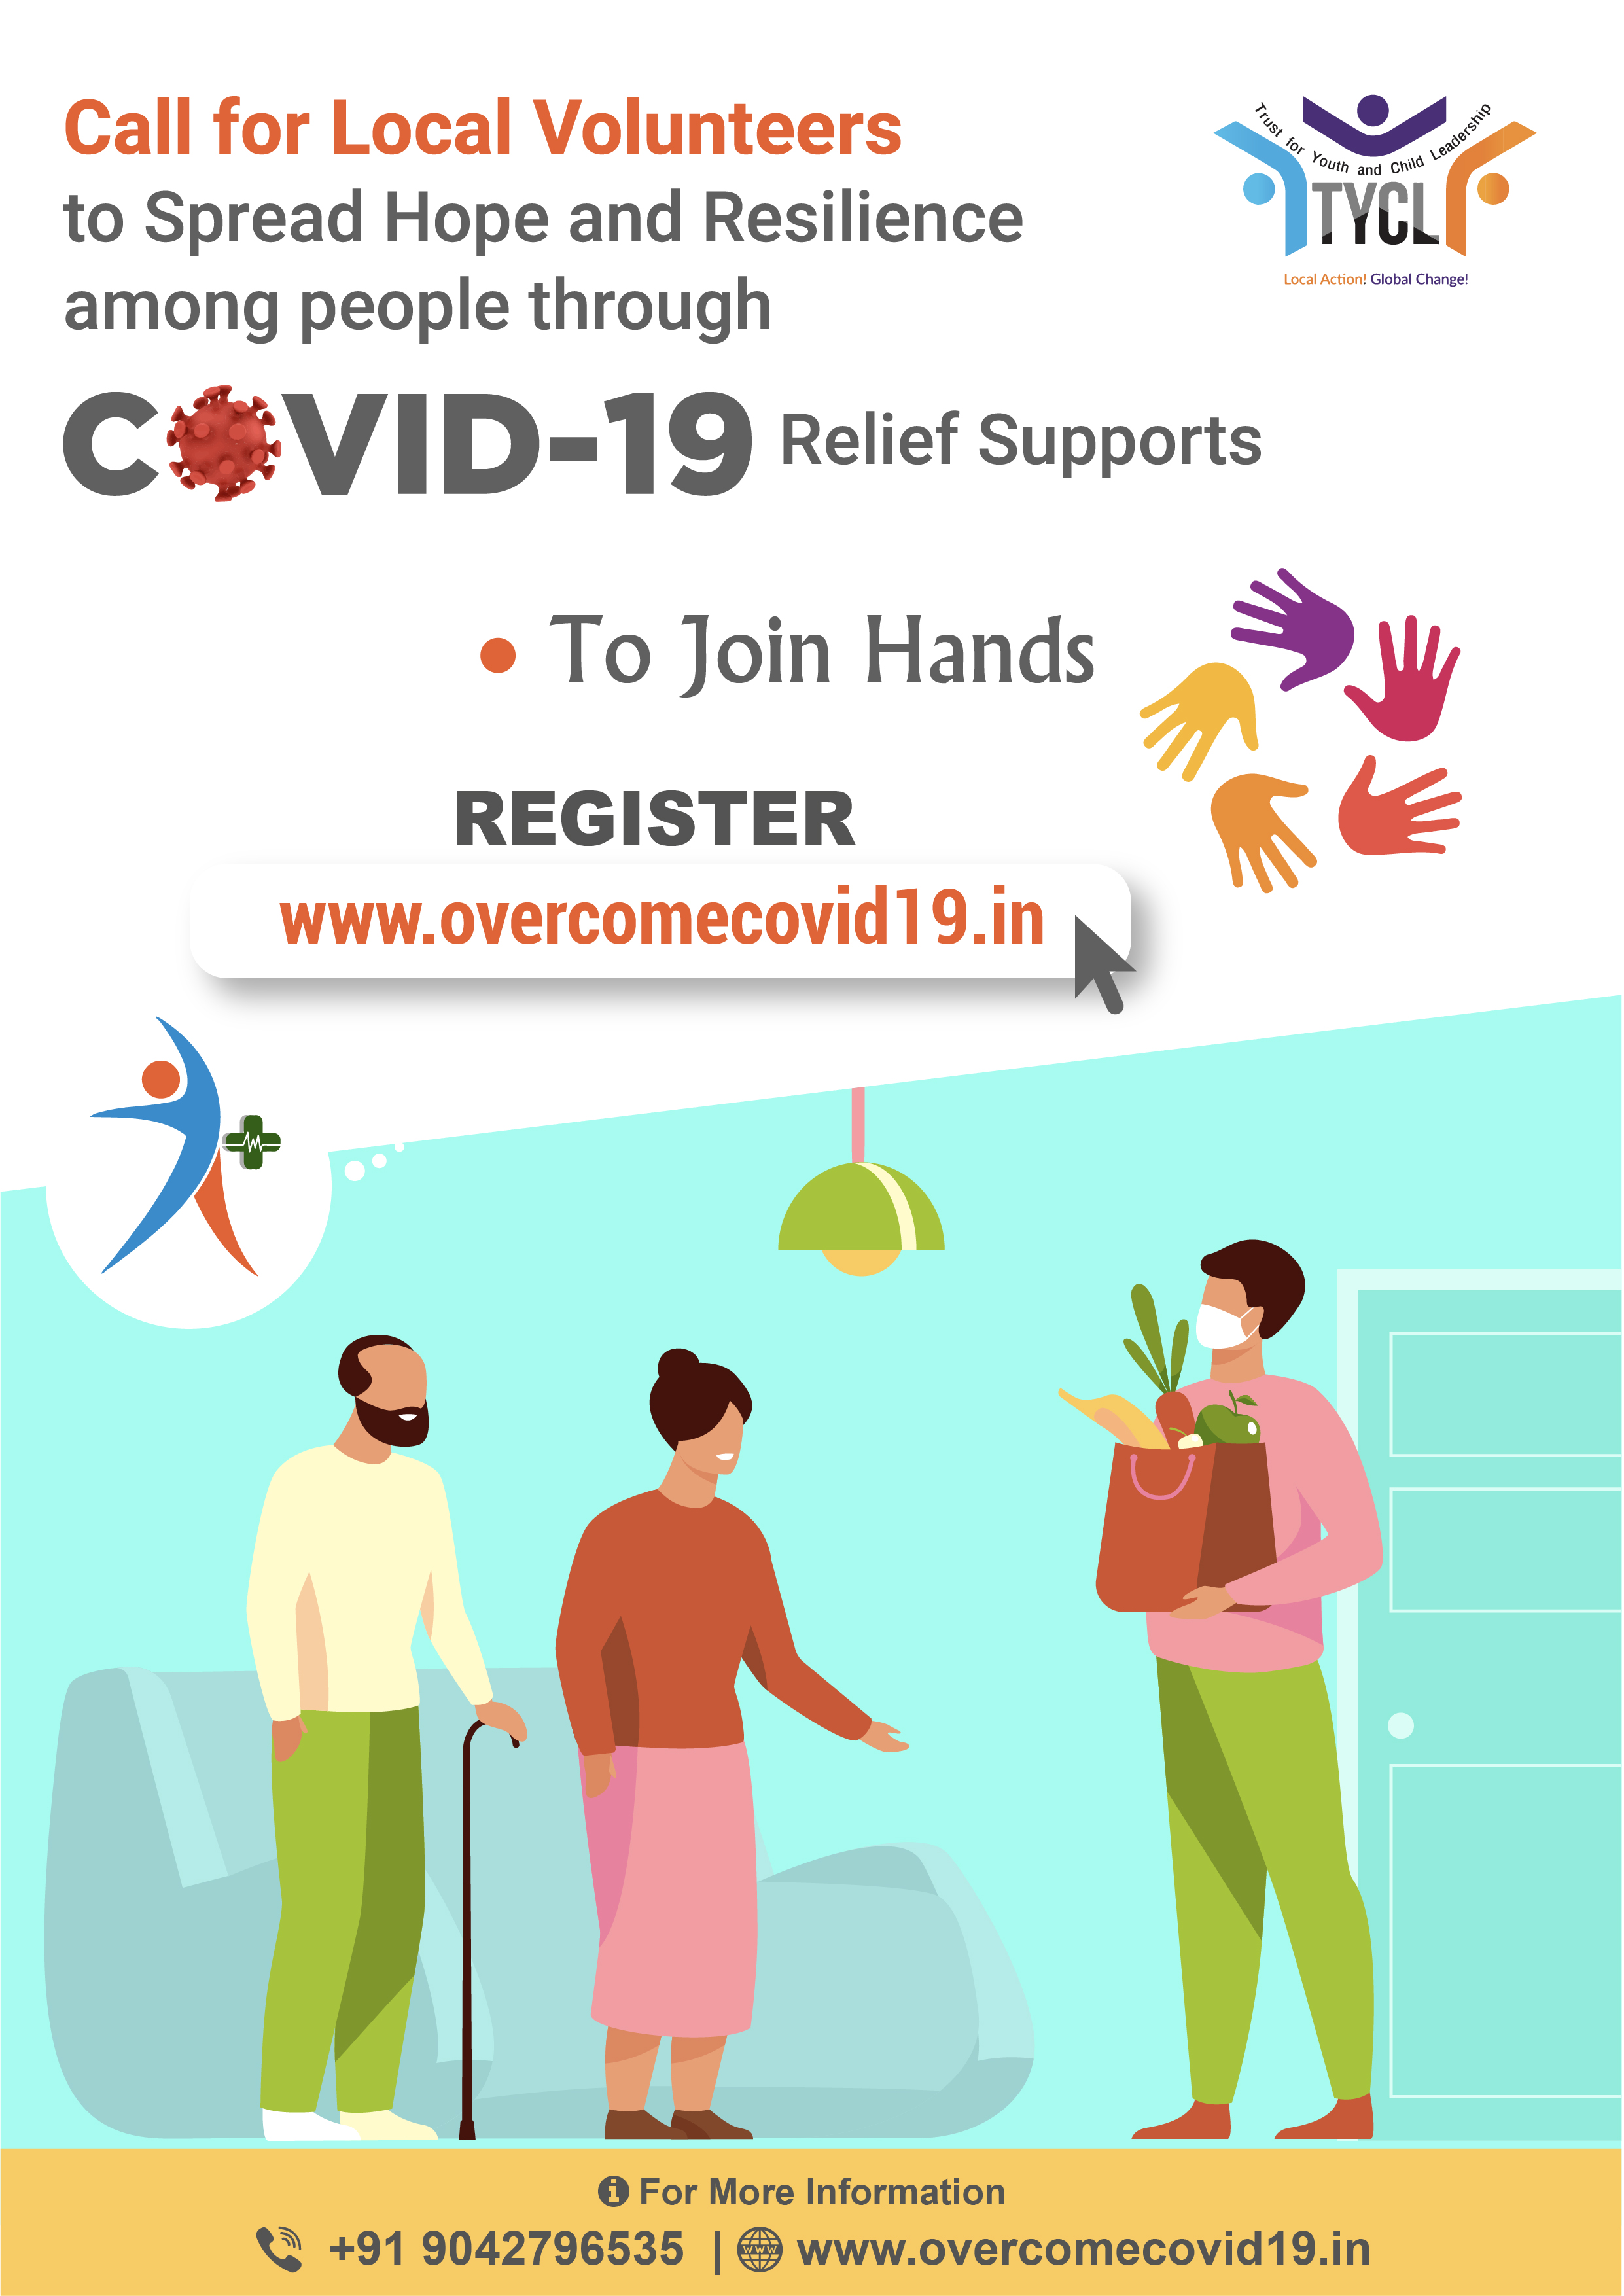 Call for Local Volunteers
to Spread Hope and Resilience
among people through
COVID-19 Relief Supports
Trust for Youth and Child Leadership
TYCL
Local Action! Global Change!
• To Join Hands
REGISTER
www.overcomecovid19.in
For More Information
+91 9042796535 | www.overcomecovid19.in